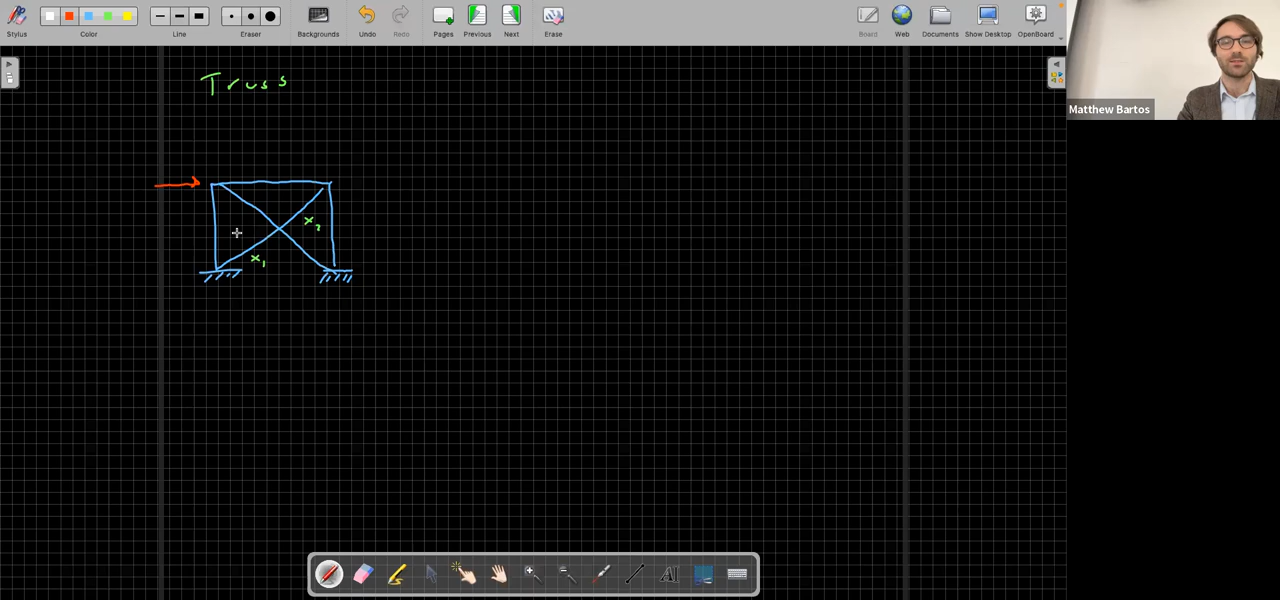 Stylus Color Line Eraser Backgrounds Undo Redo Pages Previous Next Erase Board Web Documents Show Desktop OpenBoard
Matthew Bartos
Truss
x₂
x₁
AI